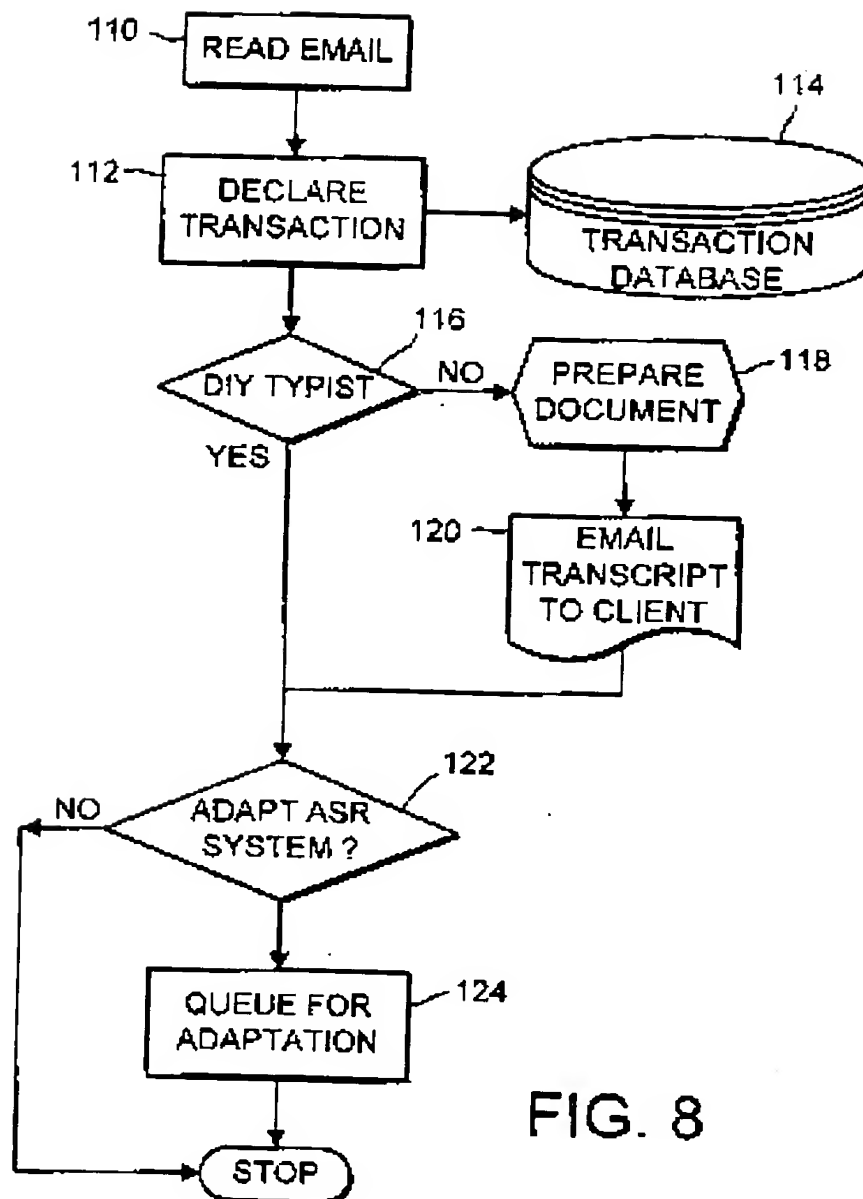 110
READ EMAIL
114
112
DECLARE
TRANSACTION
TRANSACTION
DATABASE
116
DIY TYPIST
NO
PREPARE
DOCUMENT
118
YES
120
EMAIL
TRANSCRIPT
TO CLIENT
122
NO
ADAPT ASR
SYSTEM ?
QUEUE FOR
ADAPTATION
124
STOP
FIG. 8